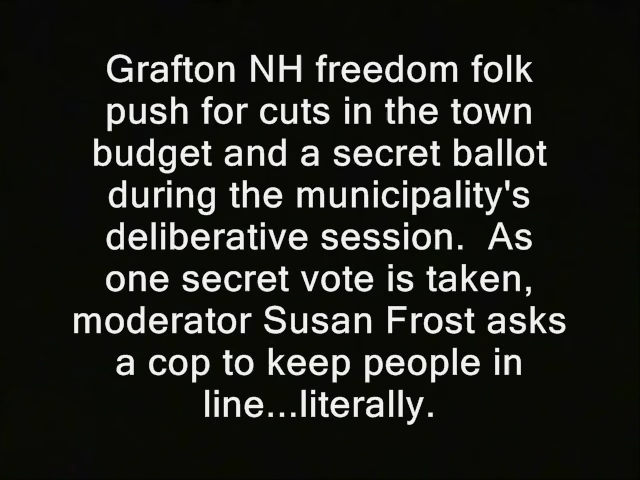 Grafton NH freedom folk
push for cuts in the town
budget and a secret ballot
during the municipality's
deliberative session.  As
one secret vote is taken,
moderator Susan Frost asks
a cop to keep people in
line...literally.